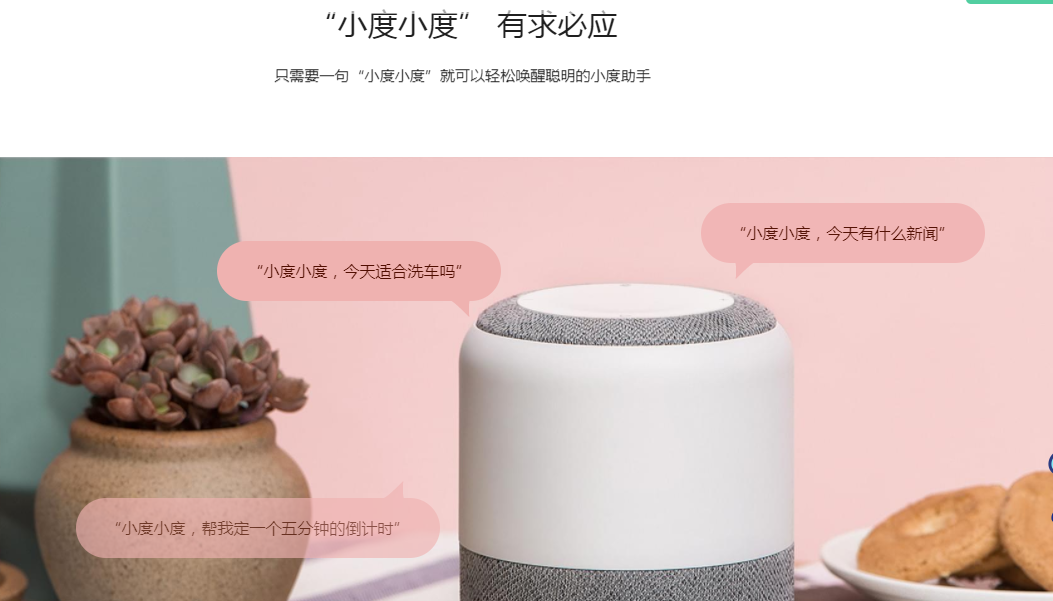 “小度小度” 有求必应
只需要一句“小度小度”就可以轻松唤醒聪明的小度助手
“小度小度，今天有什么新闻”
“小度小度，今天适合洗车吗”
“小度小度，帮我定一个五分钟的倒计时”